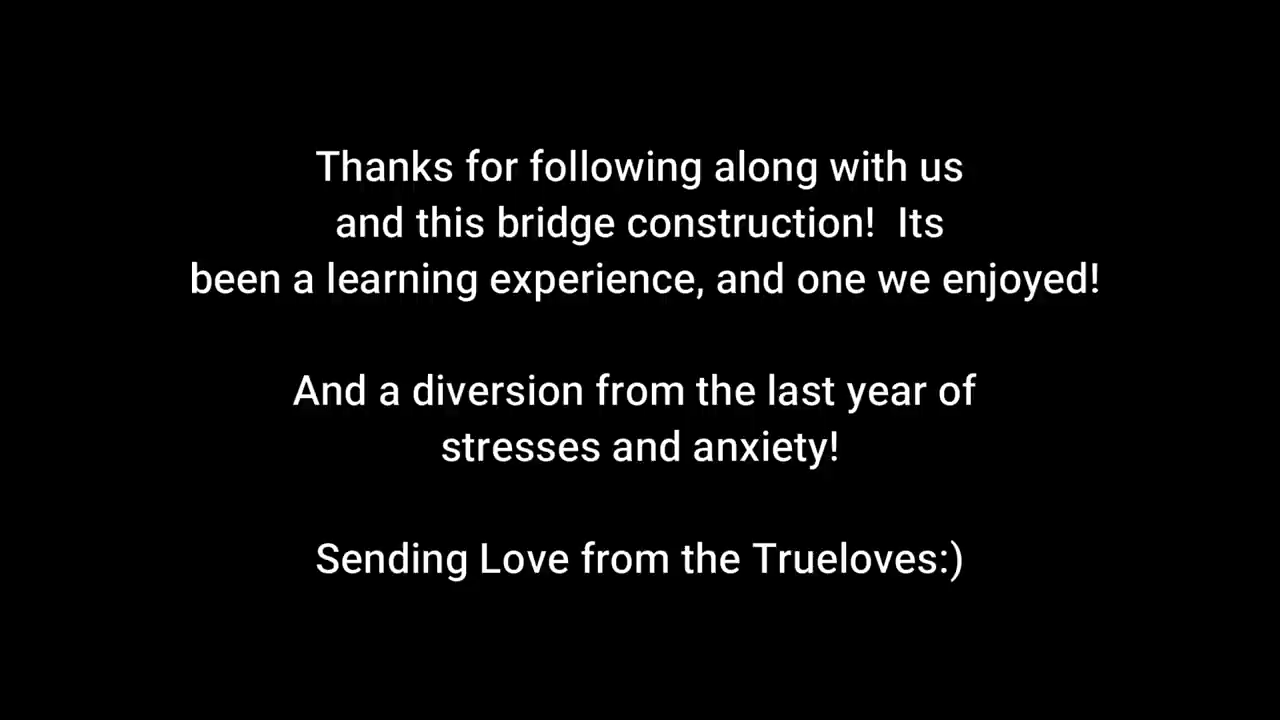 Thanks for following along with us
and this bridge construction!  Its
been a learning experience, and one we enjoyed!
And a diversion from the last year of
stresses and anxiety!
Sending Love from the Trueloves:)